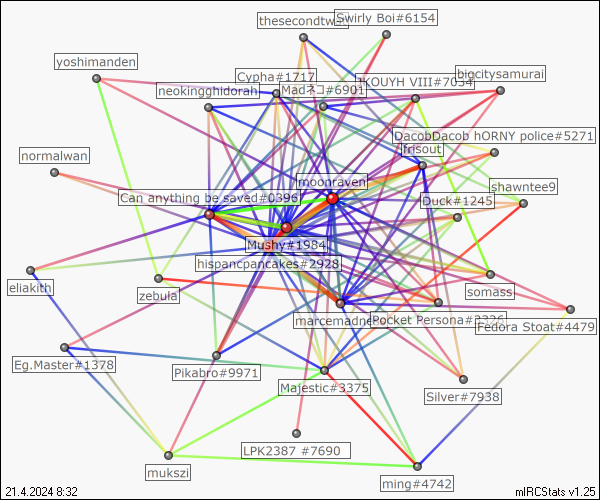 thesecondtw
Swirly Boi#6154
yoshimanden
Cypha#1717
bigcitysamurai
neokingghidorah
Madネコ#6901
KOUYH VIII#7034
DacobDacob hORNY police#5271
normalwan
frisout
moonraven
Can anything be saved#0396
Duck#1245
shawntee9
Mushy#1984
hispancpancakes#2928
eliakith
zebula
somass
marcemadne
Pocket Persona#3326
Fedora Stoat#4479
Eg.Master#1378
Pikabro#9971
Majestic#3375
Silver#7938
LPK2387 #7690
mukszi
ming#4742
21.4.2024 8:32
mIRCStats v1.25